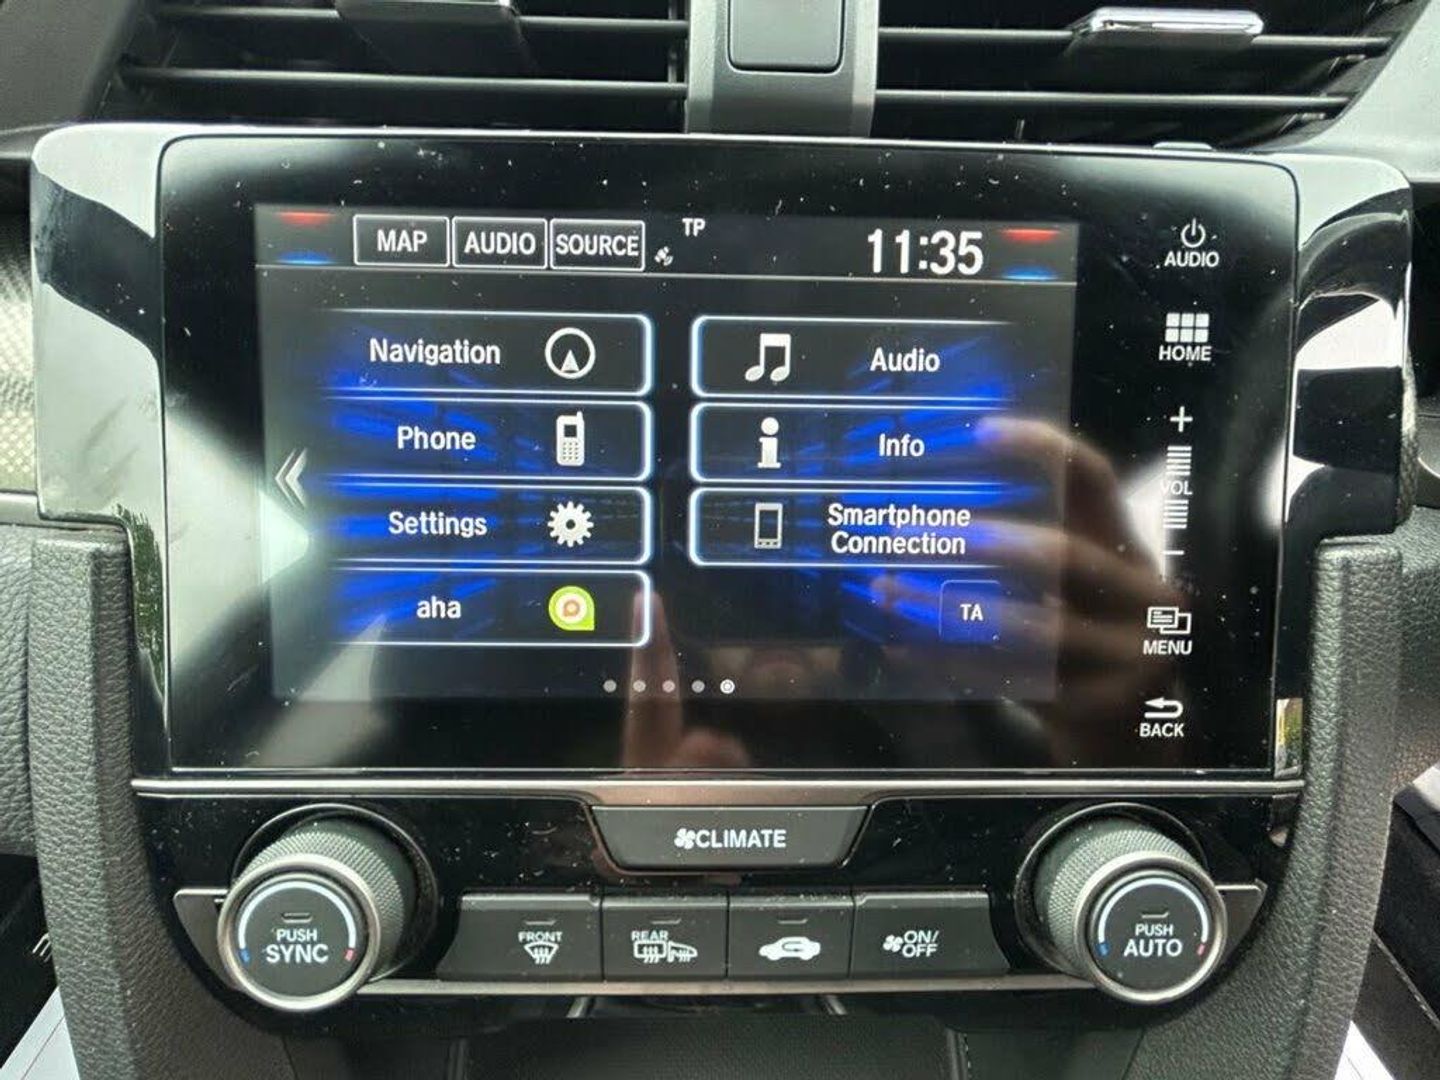 MAP AUDIO SOURCE TP 11:35
AUDIO
Navigation
Audio
HOME
Phone
Info
+
VOL
-
Settings
Smartphone
Connection
aha
TA
MENU
BACK
CLIMATE
PUSH
SYNC
FRONT
REAR
ON/
OFF
PUSH
AUTO